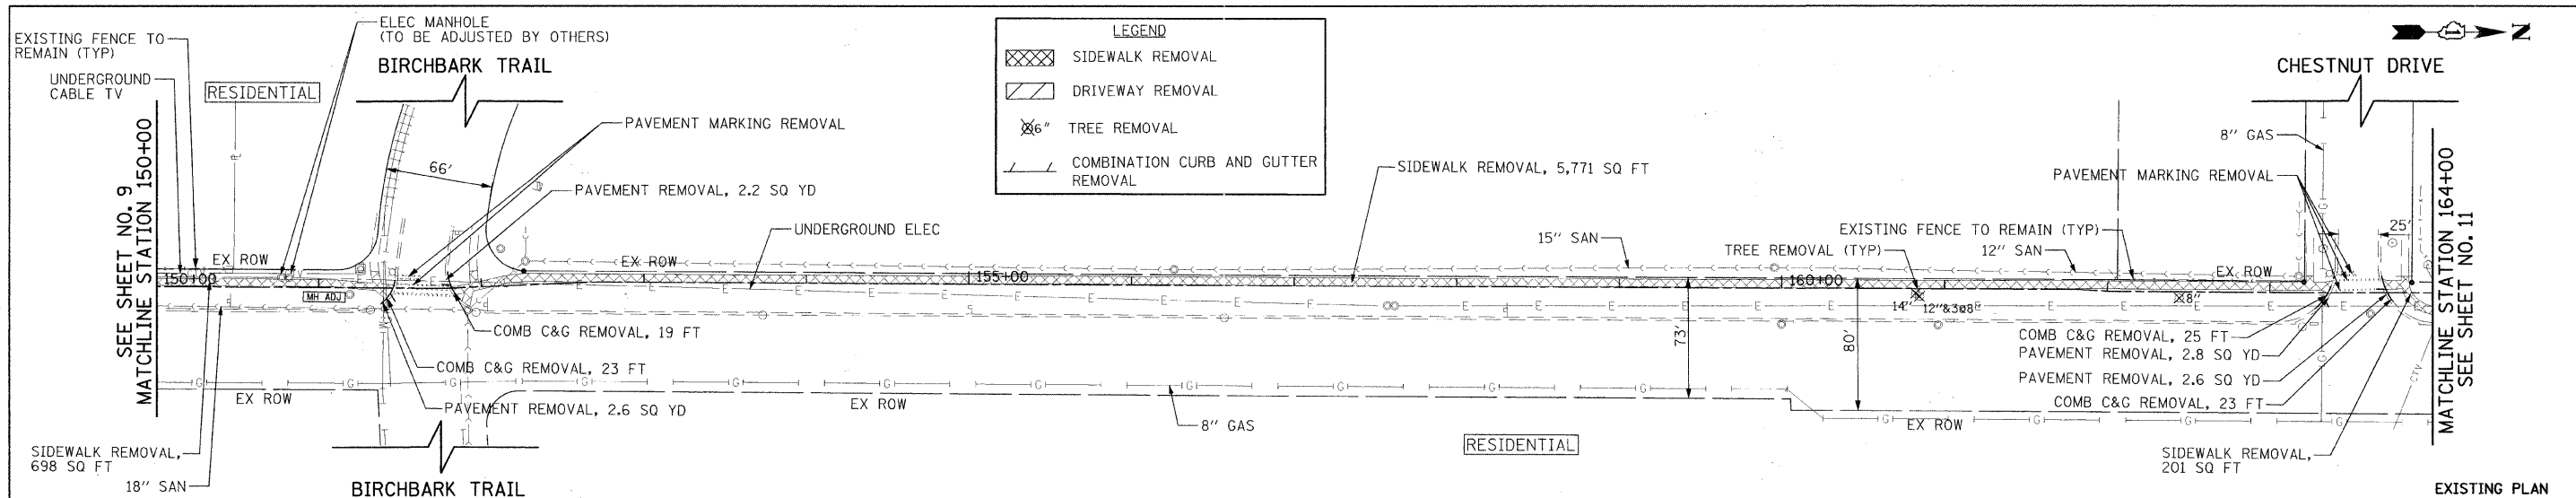 ELEC MANHOLE
(TO BE ADJUSTED BY OTHERS)
EXISTING FENCE TO
REMAIN (TYP)
BIRCHBARK TRAIL
UNDERGROUND
CABLE TV
RESIDENTIAL
LEGEND
SIDEWALK REMOVAL
DRIVEWAY REMOVAL
6" TREE REMOVAL
COMBINATION CURB AND GUTTER
REMOVAL
N
CHESTNUT DRIVE
SEE SHEET NO. 9
MATCHLINE STATION 150+00
66'
PAVEMENT MARKING REMOVAL
PAVEMENT REMOVAL, 2.2 SQ YD
UNDERGROUND ELEC
SIDEWALK REMOVAL, 5,771 SQ FT
15" SAN
8" GAS
PAVEMENT MARKING REMOVAL
EXISTING FENCE TO REMAIN (TYP)
TREE REMOVAL (TYP)
12" SAN
25'
EX ROW
EX ROW
EX ROW
150+00
155+00
160+00
MH ADJ
14"
12"&3@8"
8"
73'
80'
COMB C&G REMOVAL, 19 FT
COMB C&G REMOVAL, 23 FT
PAVEMENT REMOVAL, 2.6 SQ YD
COMB C&G REMOVAL, 25 FT
PAVEMENT REMOVAL, 2.8 SQ YD
PAVEMENT REMOVAL, 2.6 SQ YD
COMB C&G REMOVAL, 23 FT
CTV
EX ROW
EX ROW
EX ROW
8" GAS
RESIDENTIAL
SIDEWALK REMOVAL,
698 SQ FT
18" SAN
BIRCHBARK TRAIL
SIDEWALK REMOVAL,
201 SQ FT
MATCHLINE STATION 164+00
SEE SHEET NO. 11
EXISTING PLAN